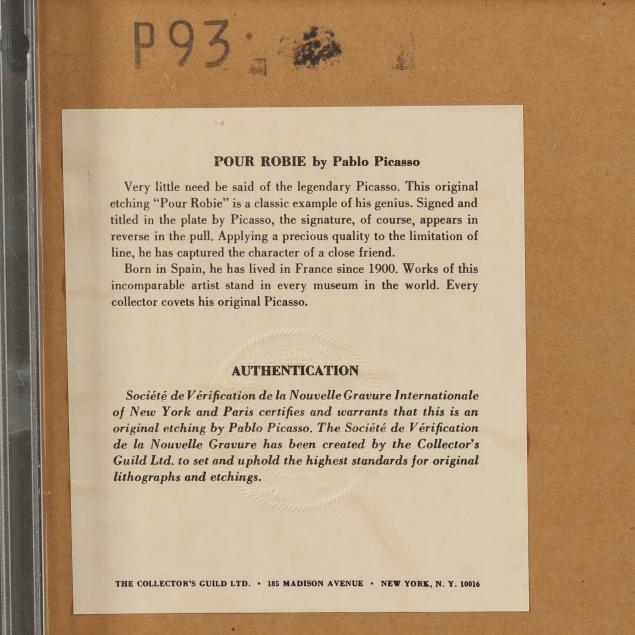 P93
POUR ROBIE by Pablo Picasso
Very little need be said of the legendary Picasso. This original
etching "Pour Robie" is a classic example of his genius. Signed and
titled in the plate by Picasso, the signature, of course, appears in
reverse in the pull. Applying a precious quality to the limitation of
line, he has captured the character of a close friend.
Born in Spain, he has lived in France since 1900. Works of this
incomparable artist stand in every museum in the world. Every
collector covets his original Picasso.
AUTHENTICATION
Société de Vérification de la Nouvelle Gravure Internationale
of New York and Paris certifies and warrants that this is an
original etching by Pablo Picasso. The Société de Vérification
de la Nouvelle Gravure has been created by the Collector's
Guild Ltd. to set and uphold the highest standards for original
lithographs and etchings.
THE COLLECTOR'S GUILD LTD. • 185 MADISON AVENUE • NEW YORK, N. Y. 10016